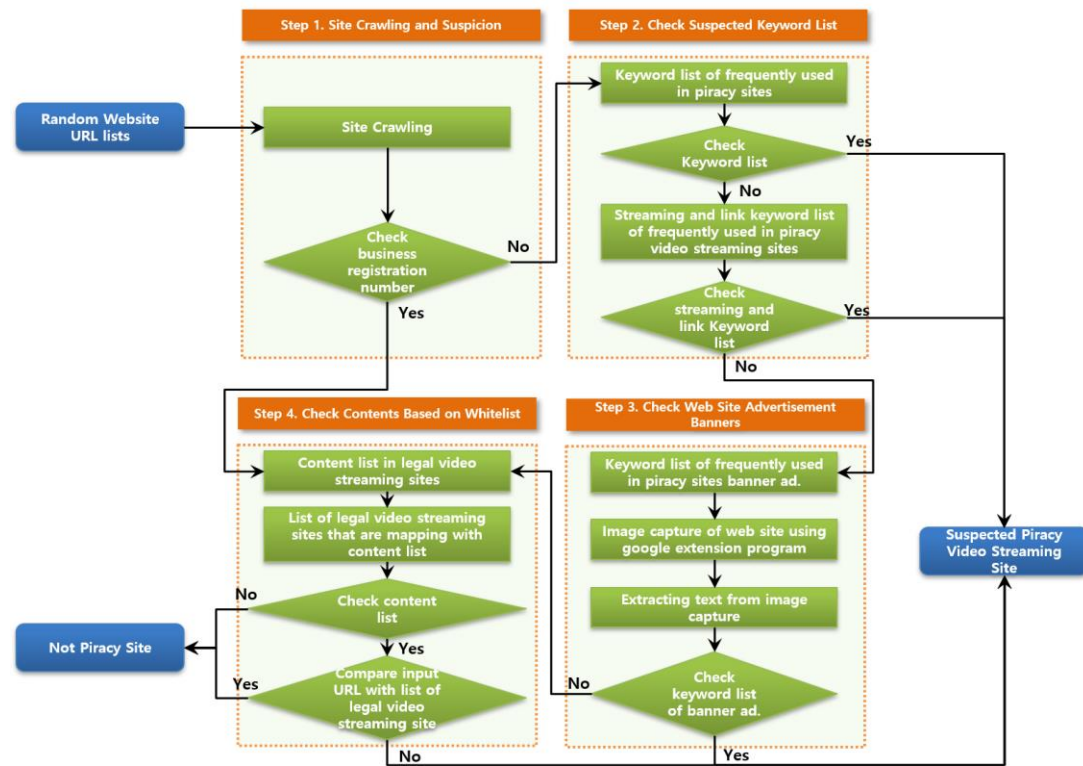 Step 1. Site Crawling and Suspicion
Step 2. Check Suspected Keyword List
Random Website
URL lists
Site Crawling
Check
business
registration
number
No
Yes
Keyword list of frequently used
in piracy sites
Check
Keyword list
Yes
No
Streaming and link keyword list
of frequently used in piracy
video streaming sites
Check
streaming and
link Keyword
list
Yes
No
Step 4. Check Contents Based on Whitelist
Step 3. Check Web Site Advertisement
Banners
Content list in legal video
streaming sites
List of legal video streaming
sites that are mapping with
content list
Check content
list
No
Yes
Compare input
URL with list of
legal video
streaming site
Yes
No
Not Piracy Site
Keyword list of frequently used
in piracy sites banner ad.
Image capture of web site using
google extension program
Extracting text from image
capture
Check
keyword list
of banner ad.
No
Yes
Suspected Piracy
Video Streaming
Site